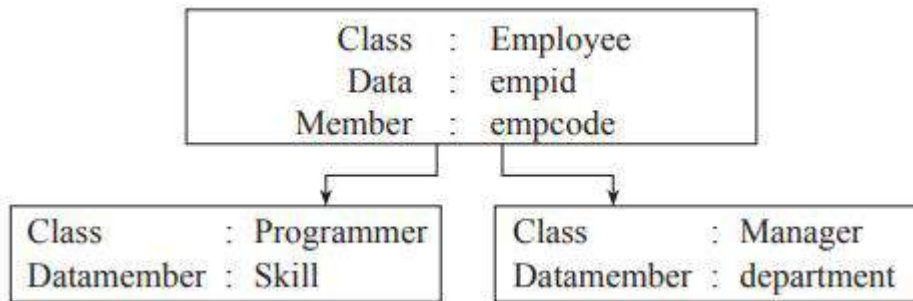 Class : Employee
Data : empid
Member : empcode
Class : Programmer
Datamember : Skill
Class : Manager
Datamember : department